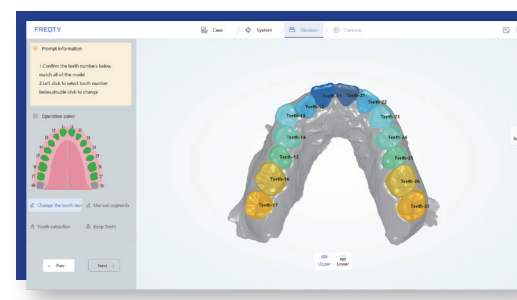 FREQTY
Case
System
Division
Cartoon
Prompt information
1.Confirm the teeth numbers below
match all of the model
2.Left click to select tooth number
below,double click to change
Operation panel
Change the tooth nun
Manual segments
Tooth extraction
Keep Teeth
Prev
Next
Teeth-11
Teeth-21
Teeth-12
Teeth-22
Teeth-13
Teeth-23
Teeth-14
Teeth-24
Teeth-15
Teeth-25
Teeth-16
Teeth-26
Teeth-17
Teeth-27
Upper
Lower